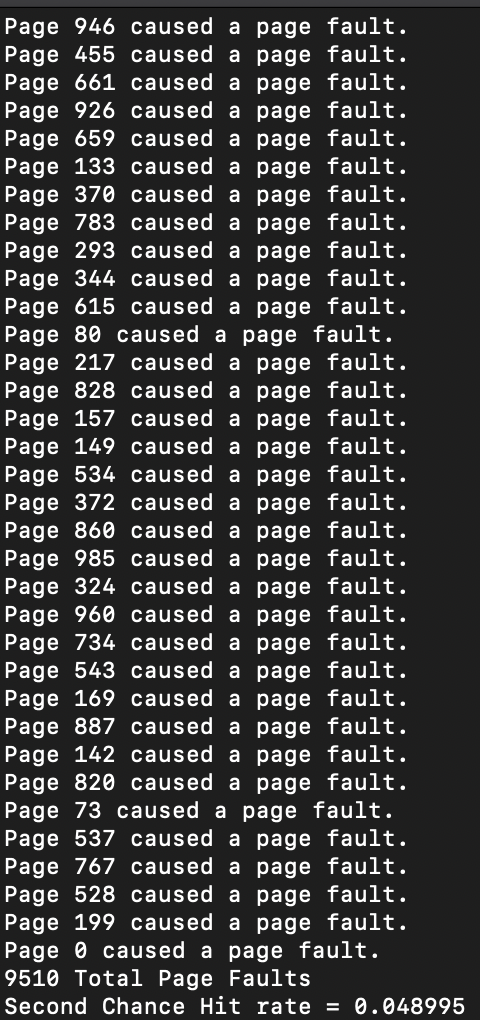 Page 946 caused a page fault.
Page 455 caused a page fault.
Page 661 caused a page fault.
Page 926 caused a page fault.
Page 659 caused a page fault.
Page 133 caused a page fault.
Page 370 caused a page fault.
Page 783 caused a page fault.
Page 293 caused a page fault.
Page 344 caused a page fault.
Page 615 caused a page fault.
Page 80 caused a page fault.
Page 217 caused a page fault.
Page 828 caused a page fault.
Page 157 caused a page fault.
Page 149 caused a page fault.
Page 534 caused a page fault.
Page 372 caused a page fault.
Page 860 caused a page fault.
Page 985 caused a page fault.
Page 324 caused a page fault.
Page 960 caused a page fault.
Page 734 caused a page fault.
Page 543 caused a page fault.
Page 169 caused a page fault.
Page 887 caused a page fault.
Page 142 caused a page fault.
Page 820 caused a page fault.
Page 73 caused a page fault.
Page 537 caused a page fault.
Page 767 caused a page fault.
Page 528 caused a page fault.
Page 199 caused a page fault.
Page 0 caused a page fault.
9510 Total Page Faults
Second Chance Hit rate = 0.048995